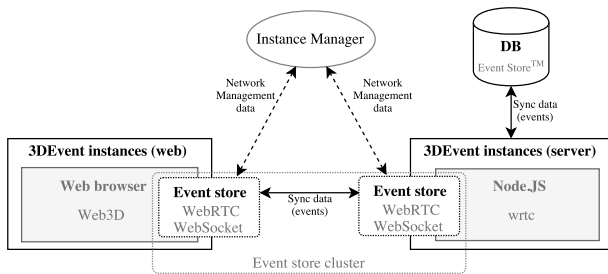 Instance Manager
DB
Event Store™
Network
Management
data
Network
Management
data
Sync data
(events)
3DEvent instances (web)
3DEvent instances (server)
Web browser
Web3D
Event store
WebRTC
WebSocket
Sync data
(events)
Event store
WebRTC
WebSocket
Node.JS
wrtc
Event store cluster